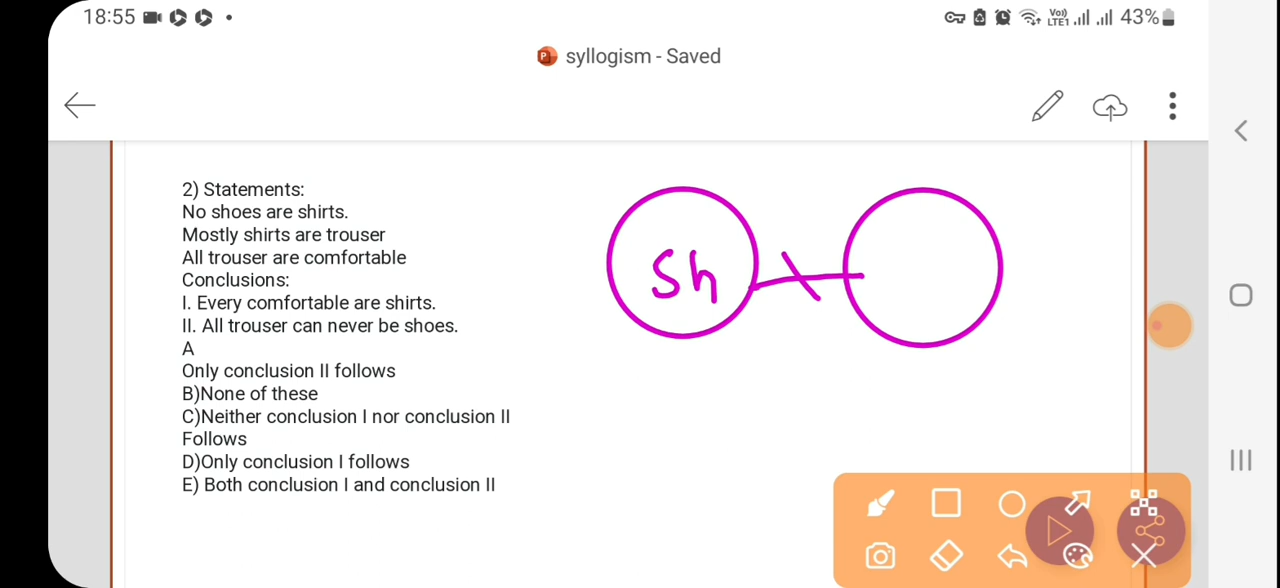 18:55
Vo)) LTE1 43%
syllogism - Saved
2) Statements:
No shoes are shirts.
Mostly shirts are trouser
All trouser are comfortable
Conclusions:
I. Every comfortable are shirts.
II. All trouser can never be shoes.
A
Only conclusion II follows
B)None of these
C)Neither conclusion I nor conclusion II
Follows
D)Only conclusion I follows
E) Both conclusion I and conclusion II
Sh